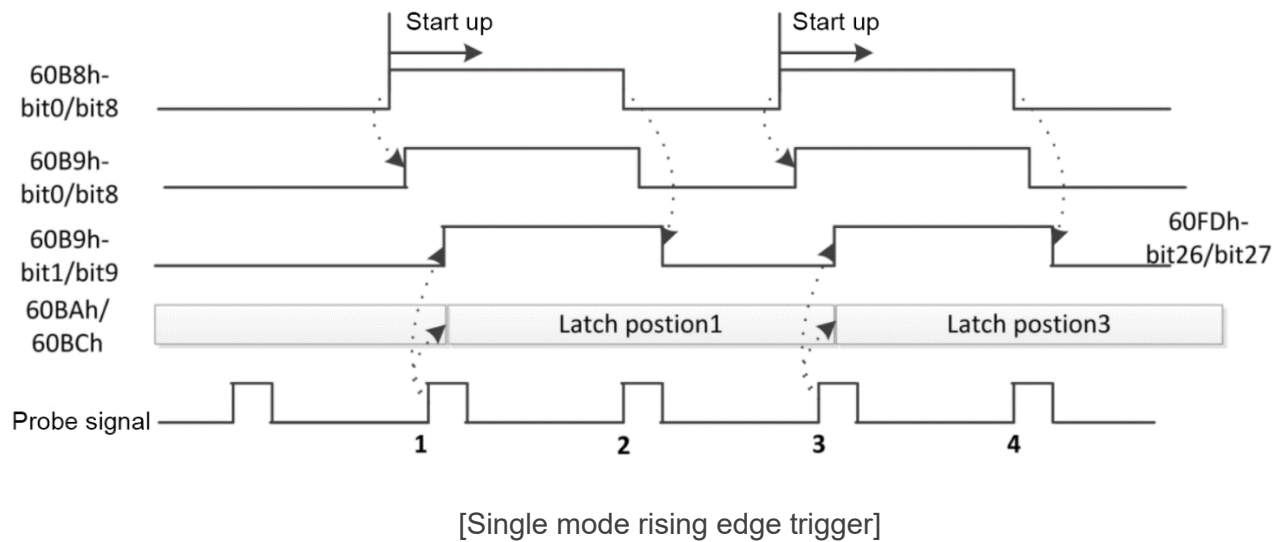 Start up
Start up
60B8h-
bit0/bit8
60B9h-
bit0/bit8
60B9h-
bit1/bit9
60FDh-
bit26/bit27
60BAh/
60BCh
Latch postion1
Latch postion3
Probe signal
1
2
3
4
[Single mode rising edge trigger]